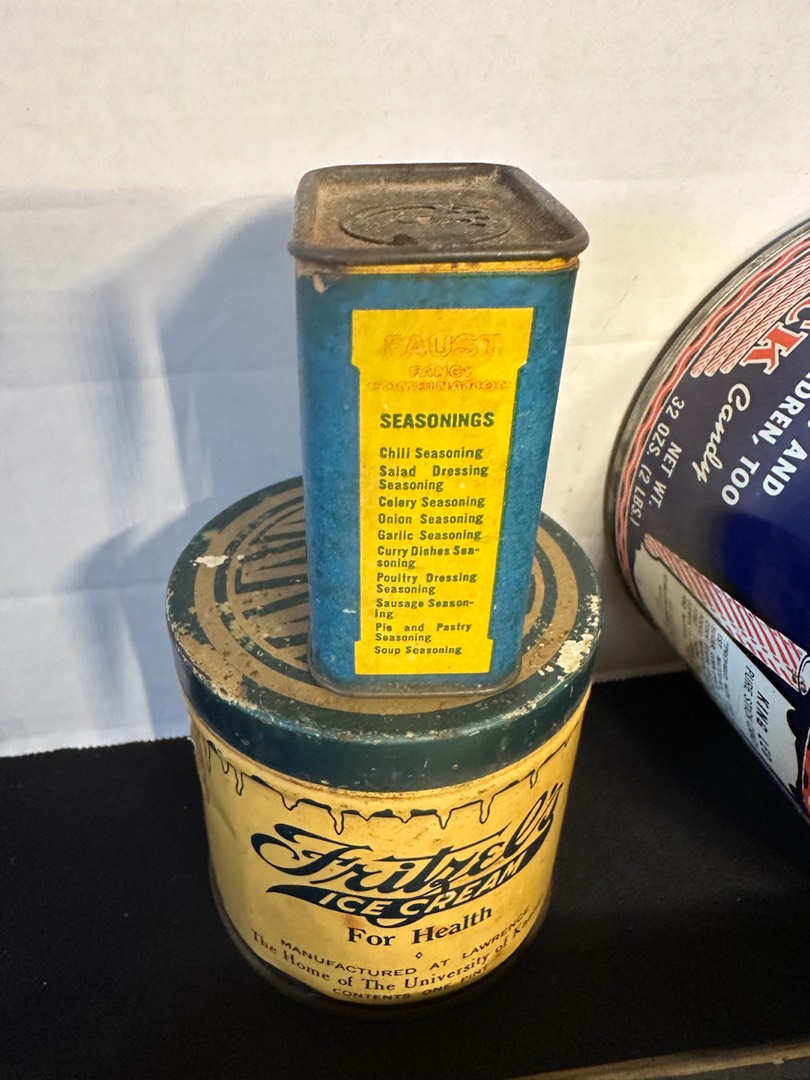 FAUST
FANCY
COMBINATION
SEASONINGS
Chili Seasoning
Salad Dressing
Seasoning
Celery Seasoning
Onion Seasoning
Garlic Seasoning
Curry Dishes Sea-
soning
Poultry Dressing
Seasoning
Sausage Season-
ing
Pie and Pastry
Seasoning
Soup Seasoning
Fritzel's
ICE CREAM
For Health
MANUFACTURED AT LAWRENCE
The Home of The University of
CONTENTS ONE PINT
CK
Candy
AND
DREN, TOO
NET WT.
32 OZS. (2 LBS.)